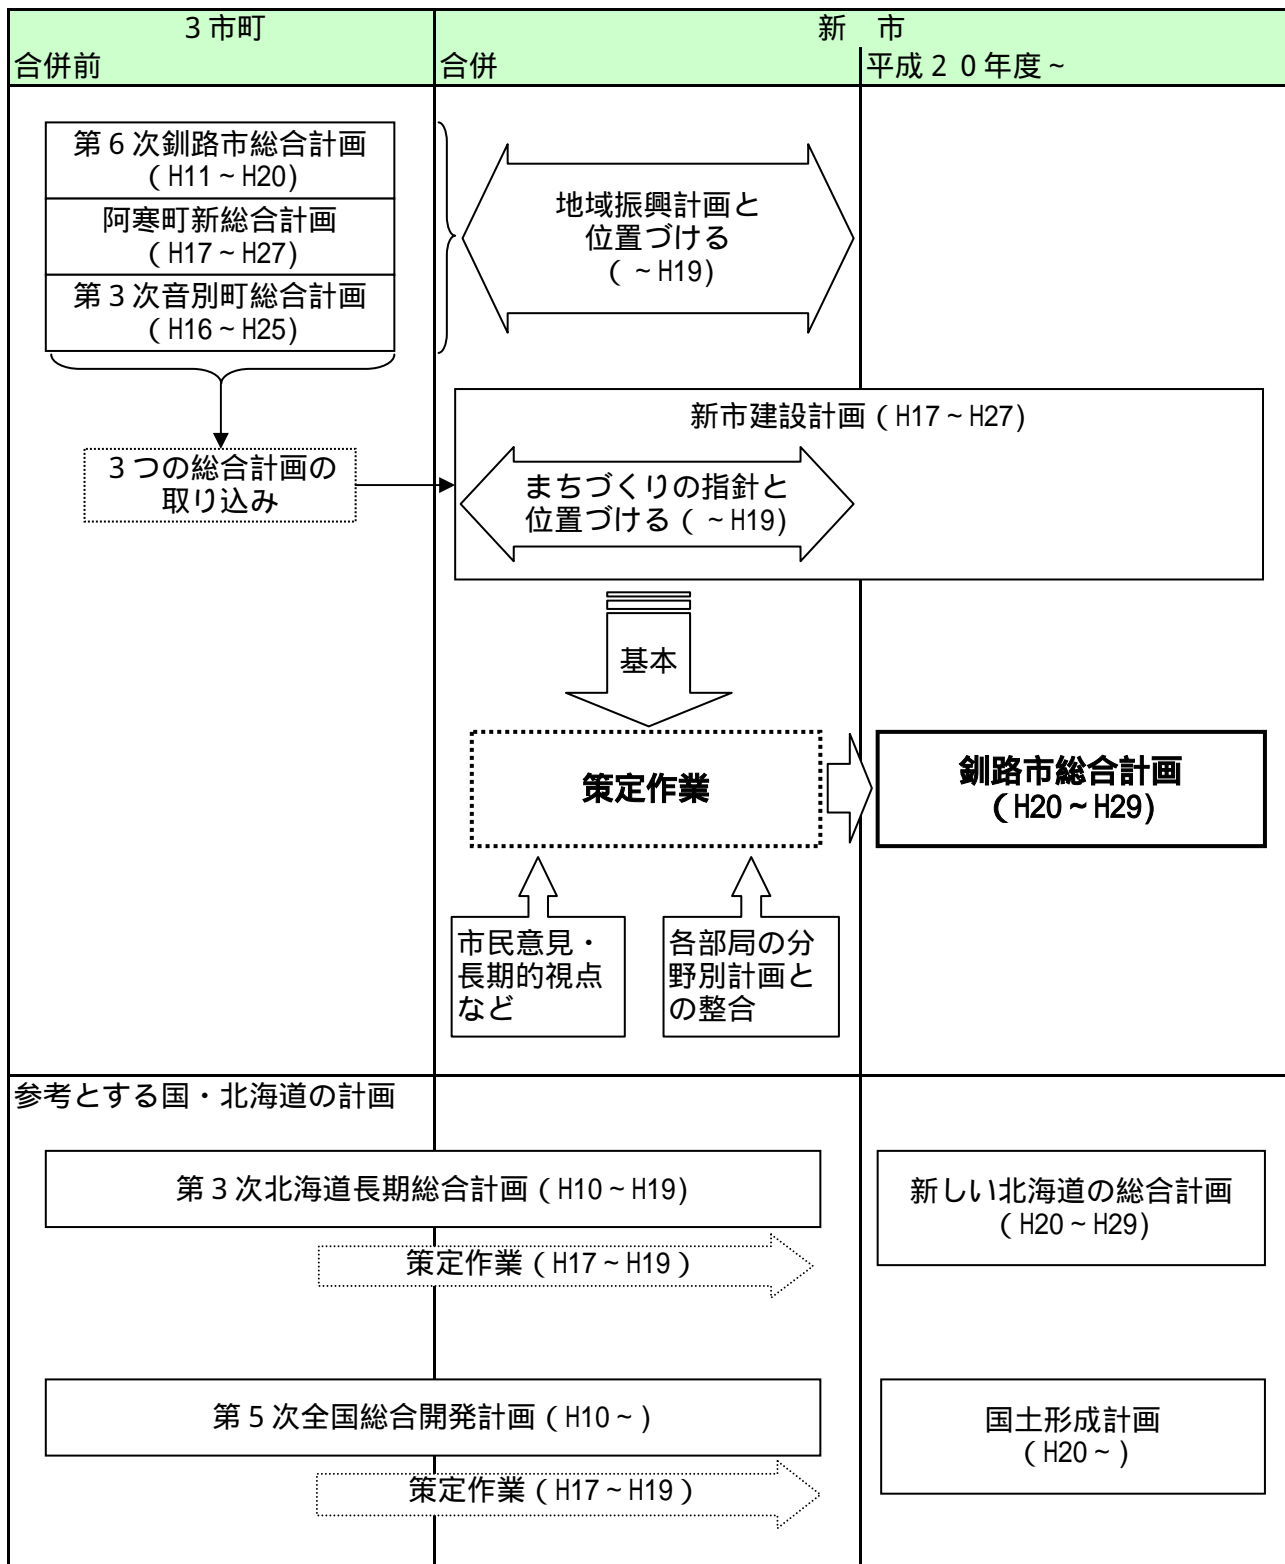 3市町
新　市
合併前
合併
平成２０年度~
第6次釧路市総合計画
(H11~H20)
阿寒町新総合計画
(H17~H27)
第3次音別町総合計画
(H16~H25)
地域振興計画と
位置づける
(~H19)
新市建設計画(H17~H27)
3つの総合計画の
取り込み
まちづくりの指針と
位置づける(~H19)
基本
策定作業
釧路市総合計画
(H20~H29)
市民意見・
長期的視点
など
各部局の分
野別計画と
の整合
参考とする国・北海道の計画
第3次北海道長期総合計画(H10~H19)
新しい北海道の総合計画
(H20~H29)
策定作業(H17~H19)
第5次全国総合開発計画(H10~)
国土形成計画
(H20~)
策定作業(H17~H19)